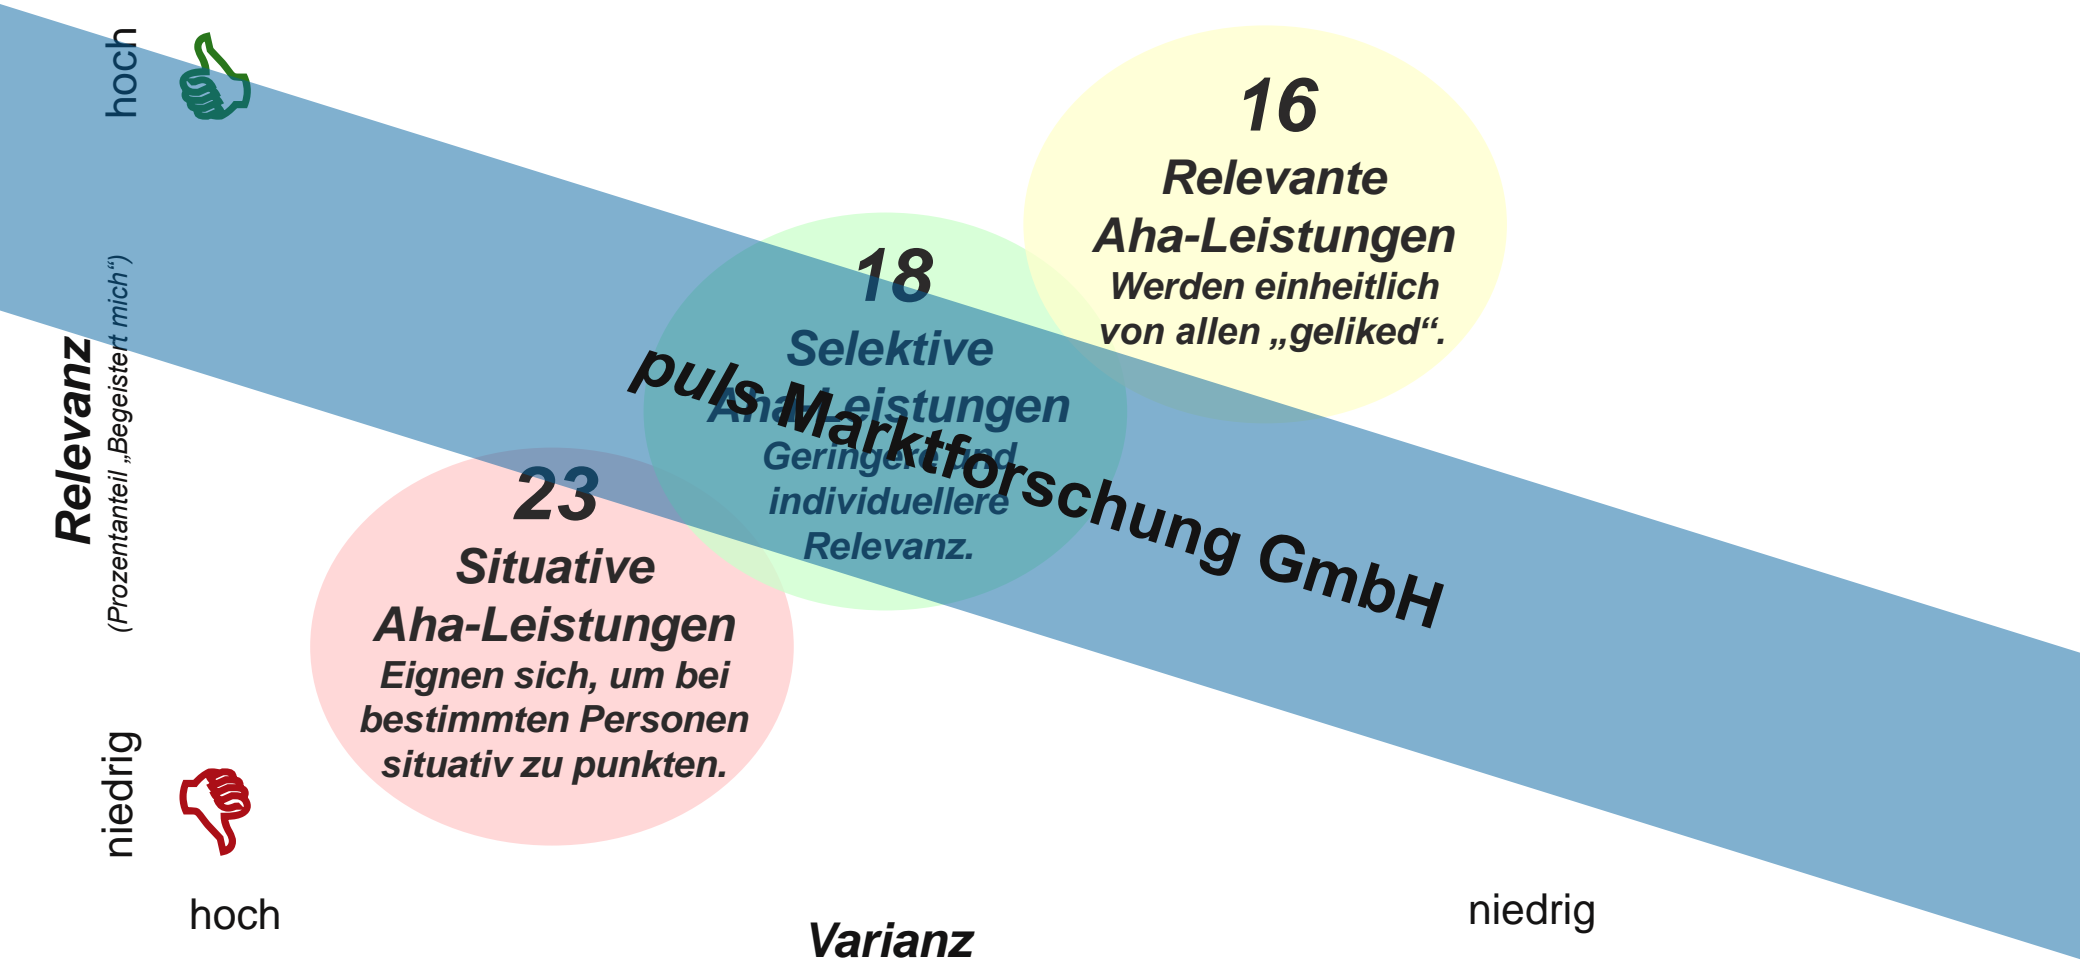 hoch
Relevanz
(Prozentanteil „Begeistert mich“)
niedrig
16
Relevante
Aha-Leistungen
Werden einheitlich
von allen „geliked“.
18
Selektive
Aha-Leistungen
Geringere und
individuellere
Relevanz.
puls Marktforschung GmbH
23
Situative
Aha-Leistungen
Eignen sich, um bei
bestimmten Personen
situativ zu punkten.
hoch
Varianz
niedrig